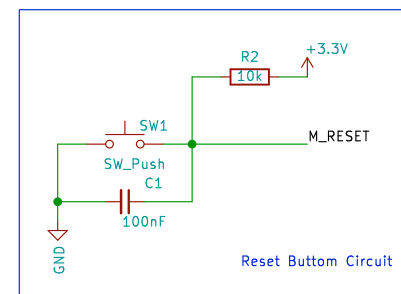 R2
+3.3V
10k
SW1
M_RESET
SW_Push
C1
100nF
GND
Reset Buttom Circuit